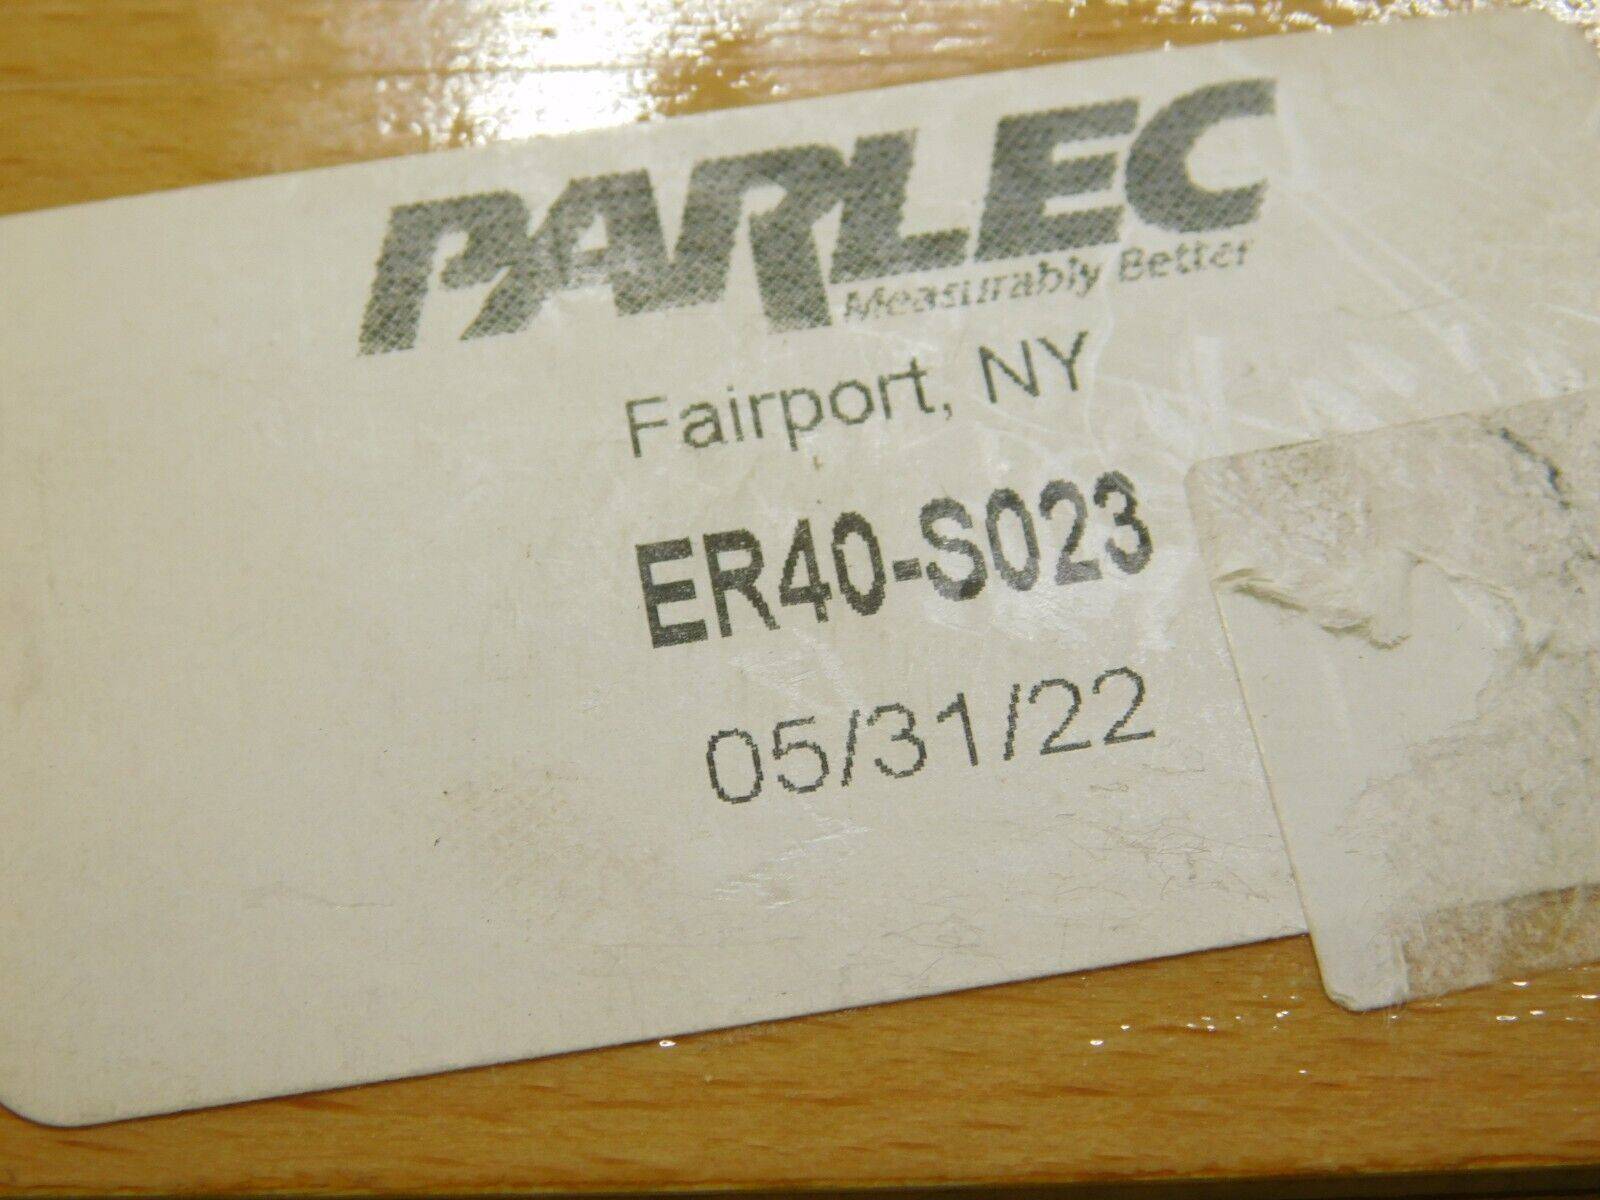 PARLEC
Measurably Better
Fairport, NY
ER40-S023
05/31/22